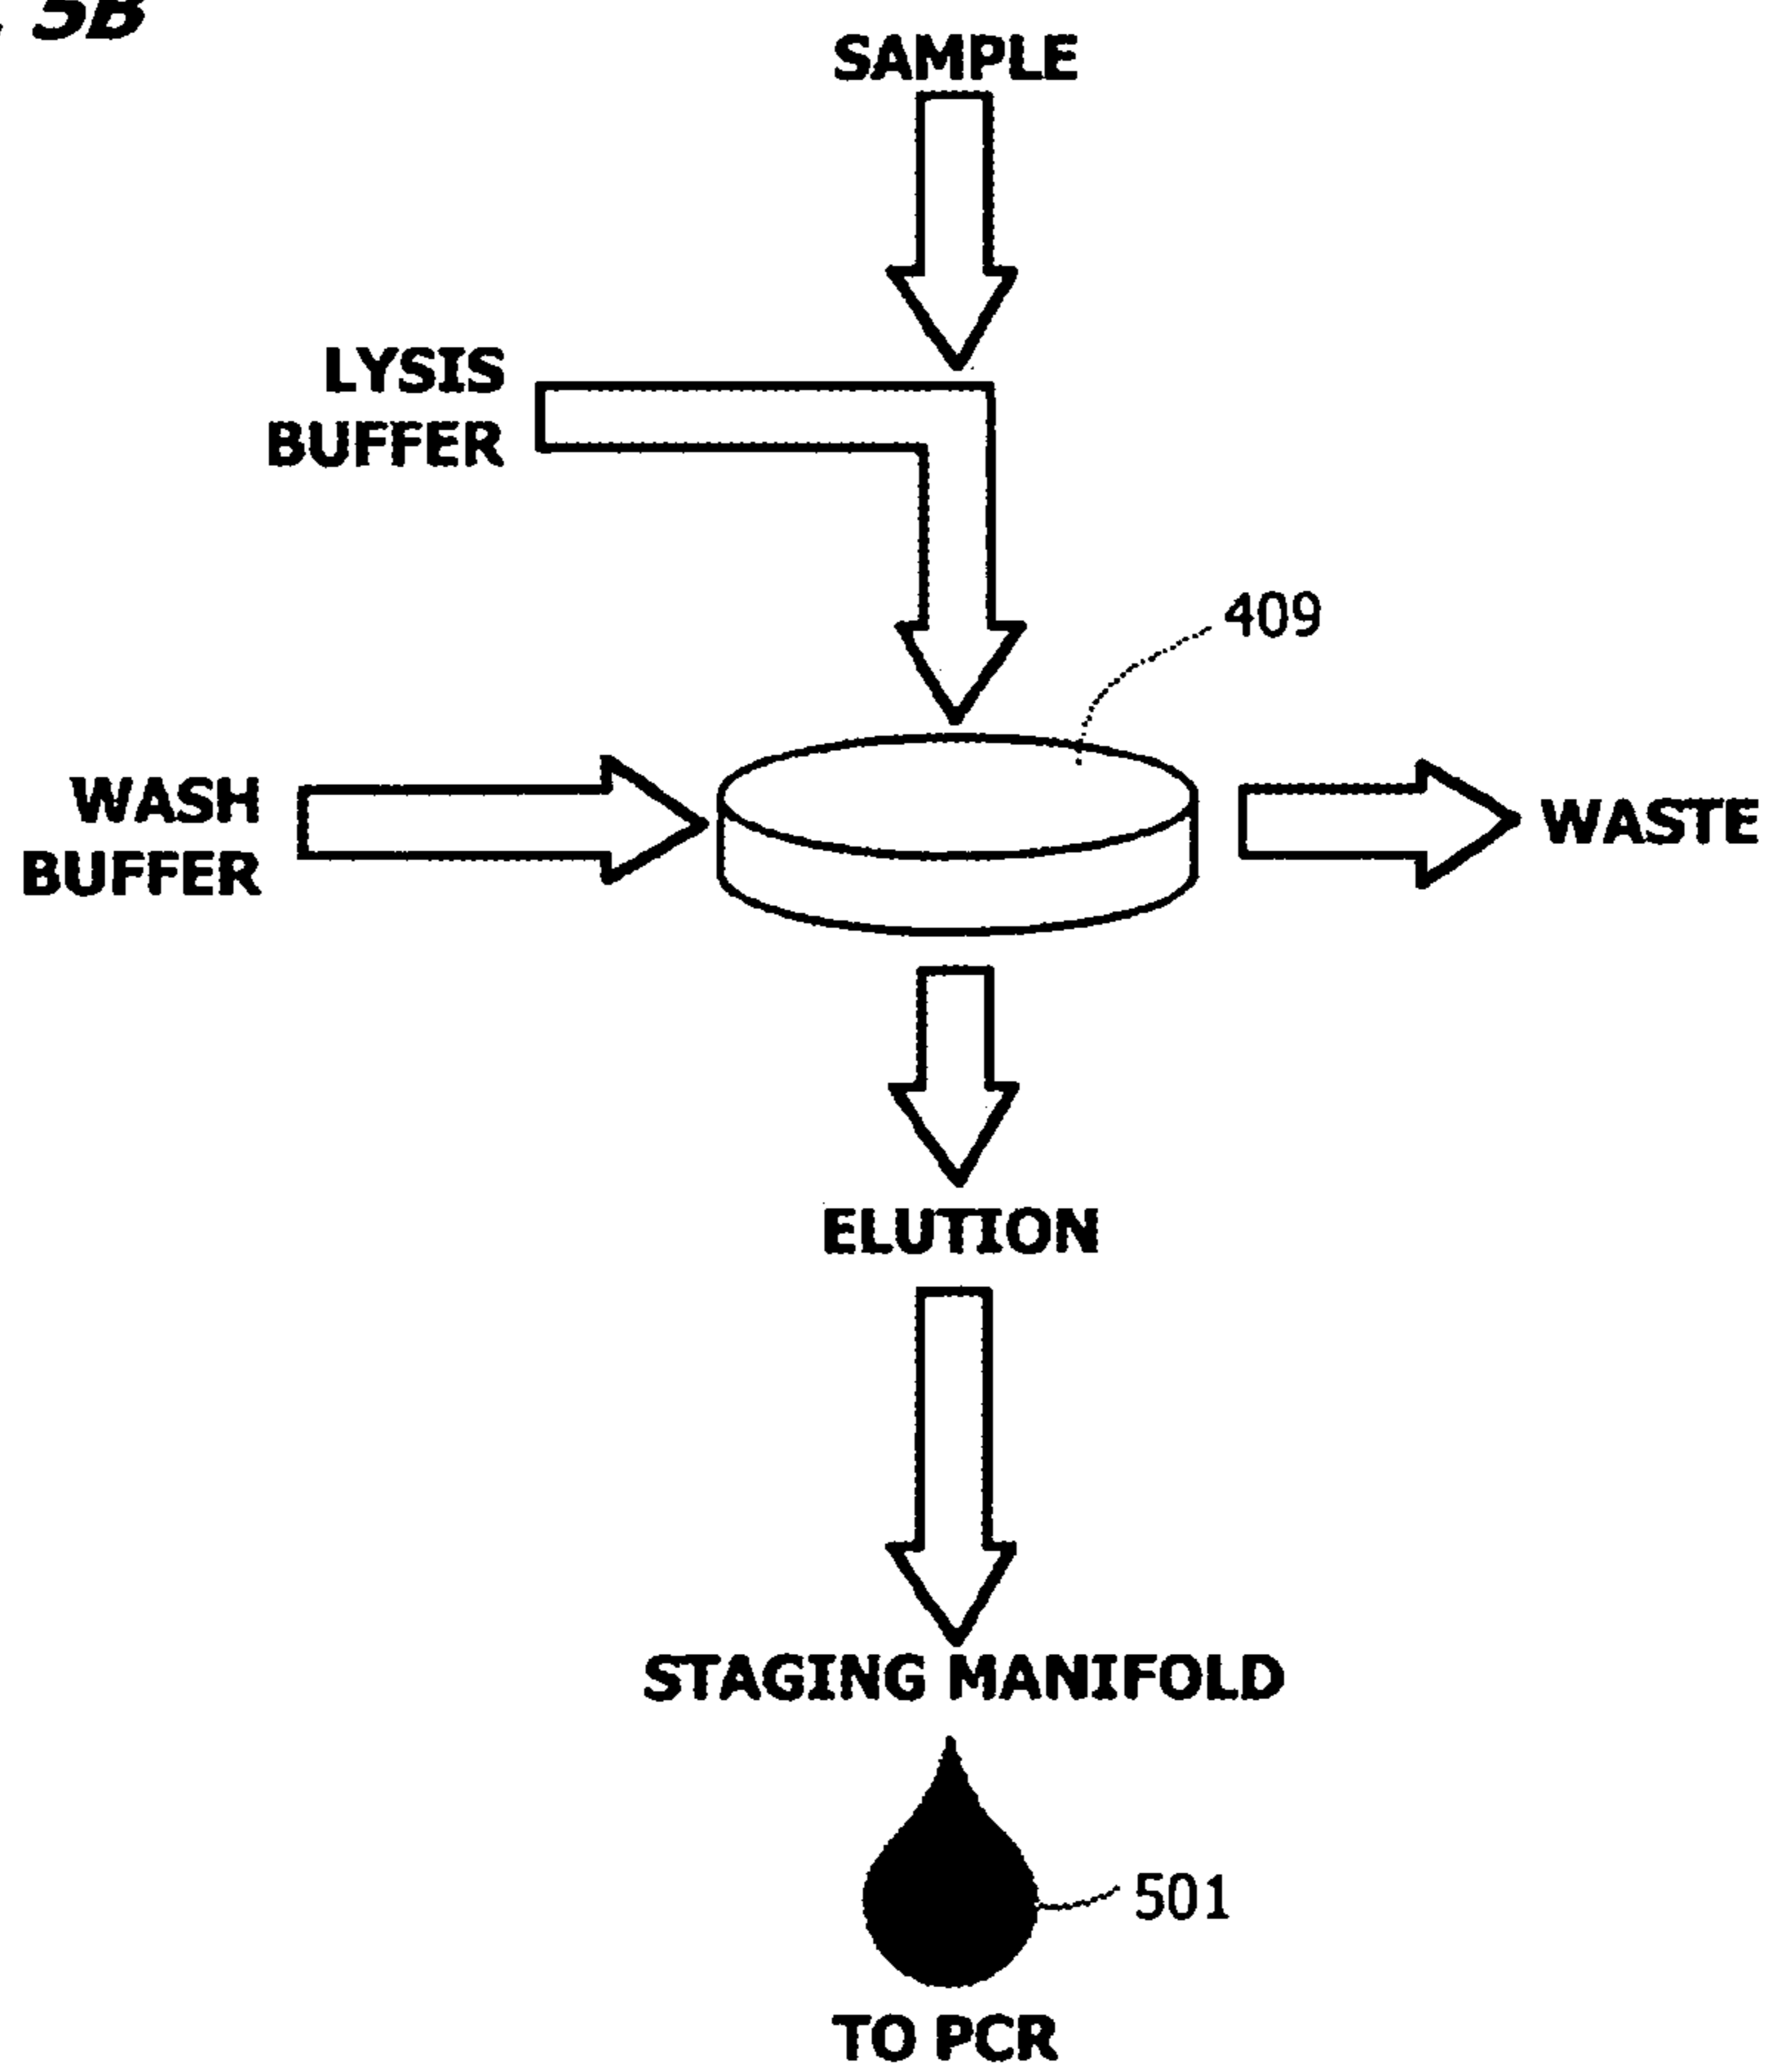 5B
SAMPLE
LYSIS
BUFFER
409
WASH
BUFFER
WASTE
ELUTION
STAGING MANIFOLD
501
TO PCR